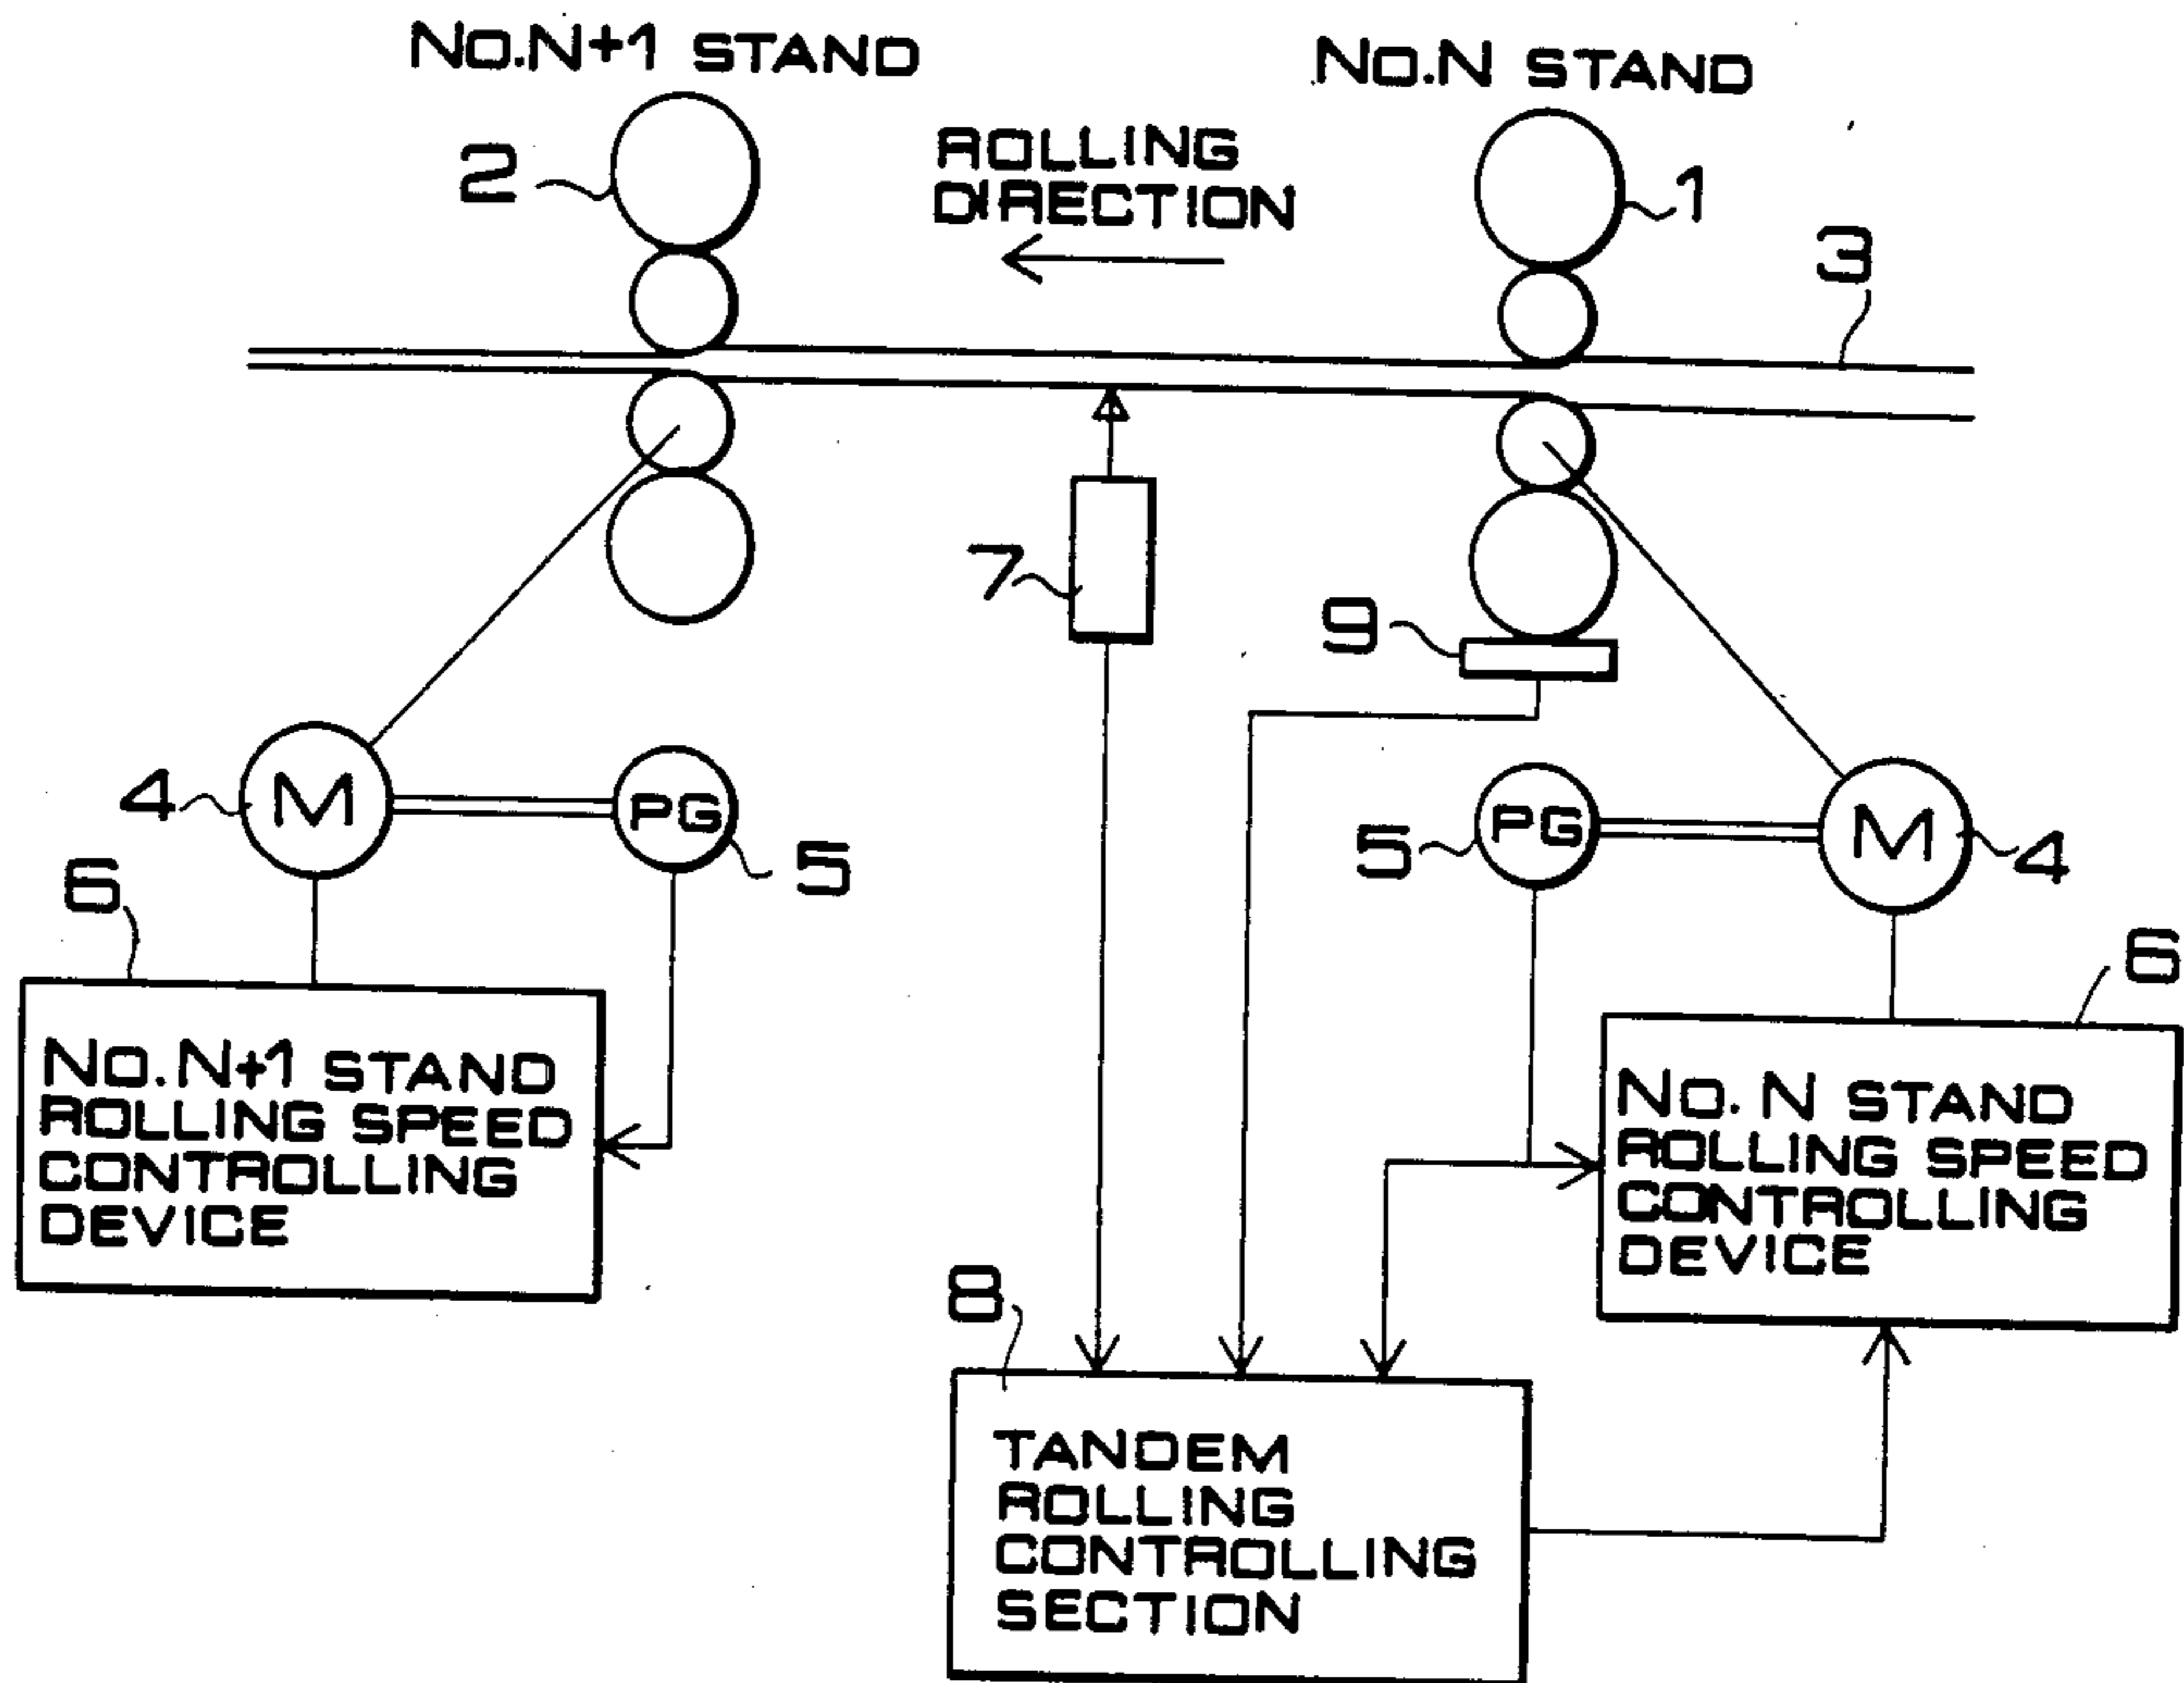 NO.N+1 STAND
NO.N STAND
2
ROLLING
DIRECTION
1
3
7
9
4
M
PG
5
5
PG
M
4
6
6
NO.N+1 STAND
ROLLING SPEED
CONTROLLING
DEVICE
NO. N STAND
ROLLING SPEED
CONTROLLING
DEVICE
8
TANDEM
ROLLING
CONTROLLING
SECTION